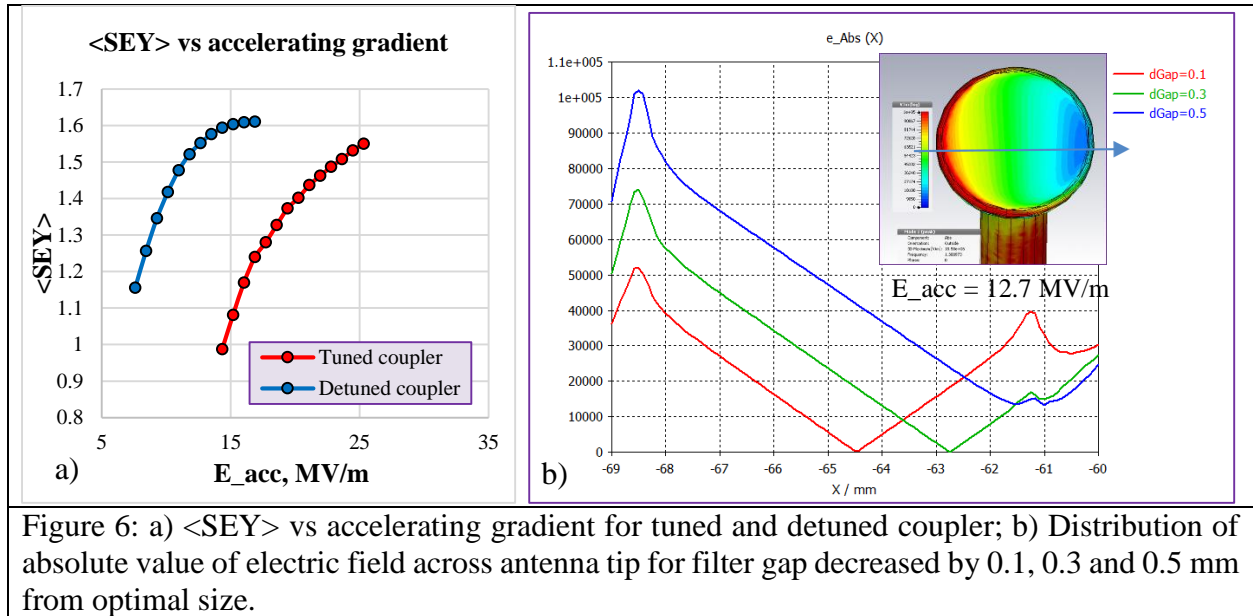 <SEY> vs accelerating gradient
<SEY>
1.7
1.6
1.5
1.4
1.3
1.2
1.1
1
0.9
0.8
5
15
25
35
Tuned coupler
Detuned coupler
a)
E_acc, MV/m
e_Abs (X)
1.1e+005
1e+005
90000
80000
70000
60000
50000
40000
30000
20000
10000
0
-69
-68
-67
-66
-65
-64
-63
-62
-61
-60
X / mm
b)
dGap=0.1
dGap=0.3
dGap=0.5
E_acc = 12.7 MV/m
Figure 6: a) <SEY> vs accelerating gradient for tuned and detuned coupler; b) Distribution of
absolute value of electric field across antenna tip for filter gap decreased by 0.1, 0.3 and 0.5 mm
from optimal size.